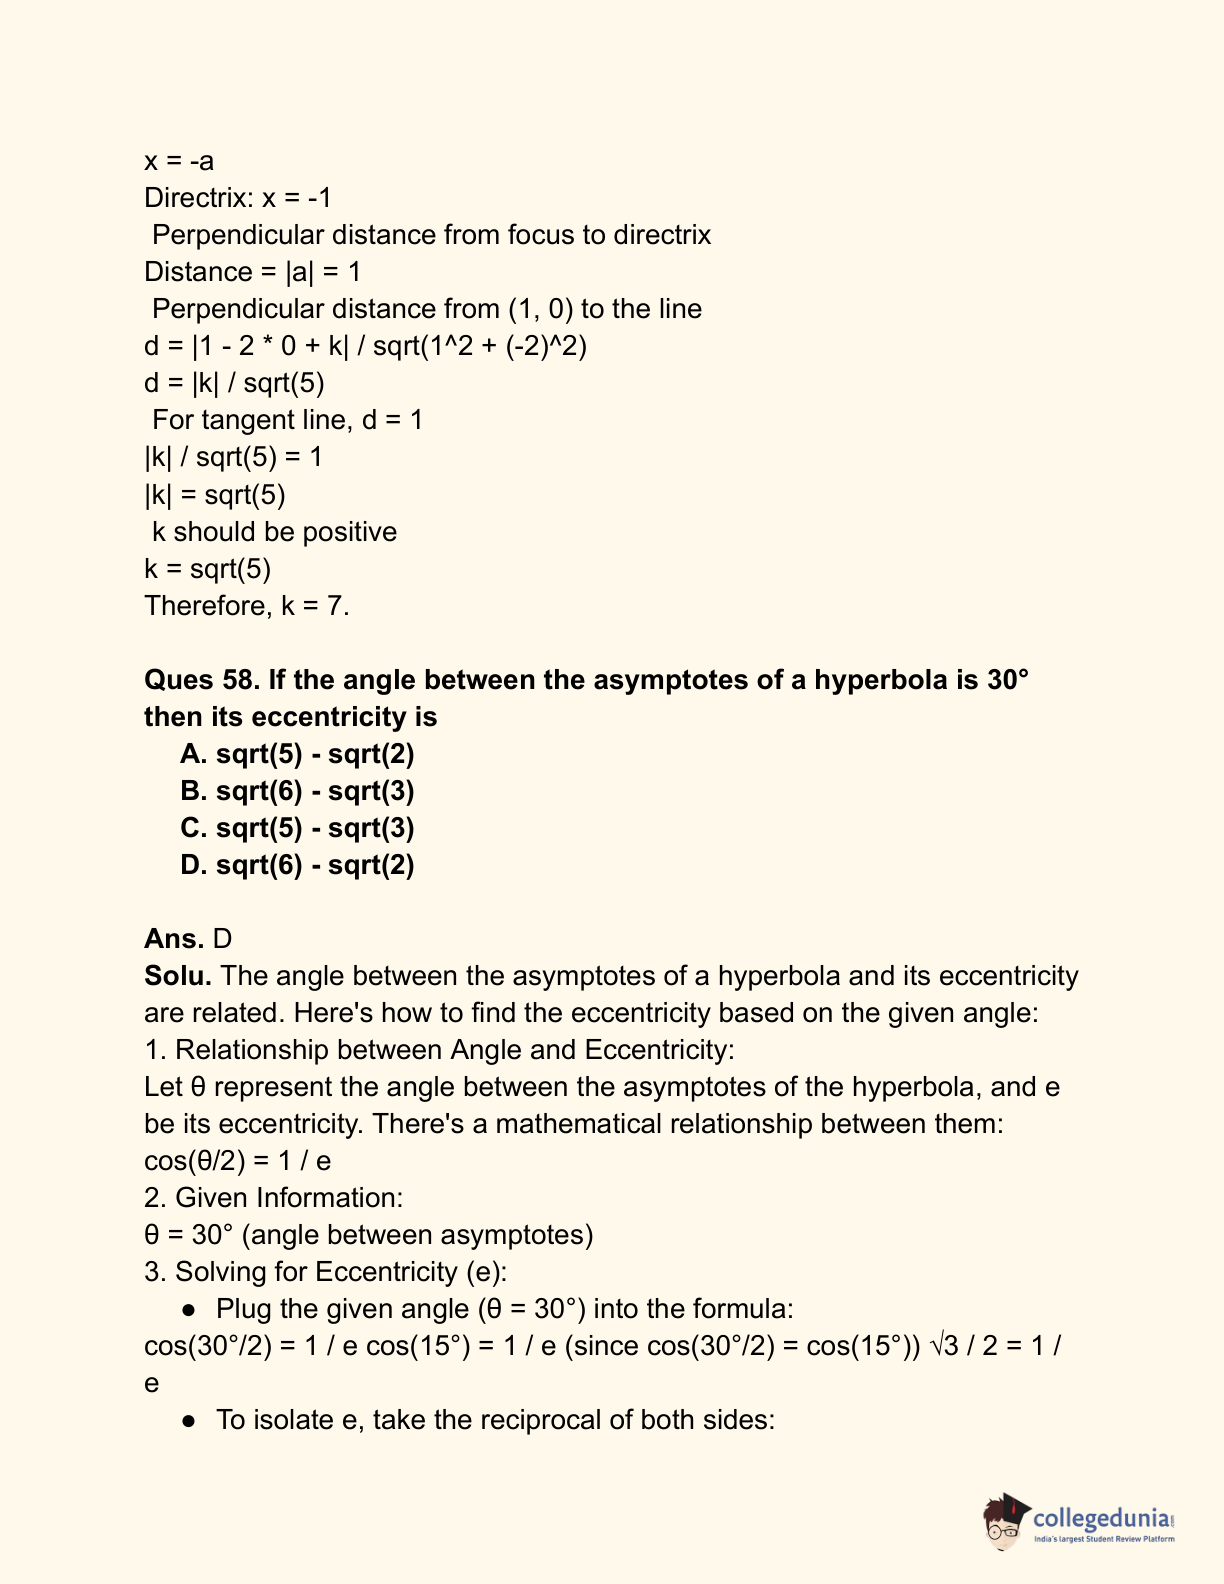 x = -a
Directrix: x = -1
Perpendicular distance from focus to directrix
Distance = |a| = 1
Perpendicular distance from (1, 0) to the line
d = |1 - 2 * 0 + k| / sqrt(1^2 + (-2)^2)
d = |k| / sqrt(5)
For tangent line, d = 1
|k| / sqrt(5) = 1
|k| = sqrt(5)
k should be positive
k = sqrt(5)
Therefore, k = 7.
Ques 58. If the angle between the asymptotes of a hyperbola is 30°
then its eccentricity is
A. sqrt(5) - sqrt(2)
B. sqrt(6) - sqrt(3)
C. sqrt(5) - sqrt(3)
D. sqrt(6) - sqrt(2)
Ans. D
Solu. The angle between the asymptotes of a hyperbola and its eccentricity
are related. Here's how to find the eccentricity based on the given angle:
1. Relationship between Angle and Eccentricity:
Let θ represent the angle between the asymptotes of the hyperbola, and e
be its eccentricity. There's a mathematical relationship between them:
cos(θ/2) = 1 / e
2. Given Information:
θ = 30° (angle between asymptotes)
3. Solving for Eccentricity (e):
● Plug the given angle (θ = 30°) into the formula:
cos(30°/2) = 1 / e cos(15°) = 1 / e (since cos(30°/2) = cos(15°)) √3 / 2 = 1 /
e
● To isolate e, take the reciprocal of both sides:
collegedunia.com
India's largest Student Review Platform